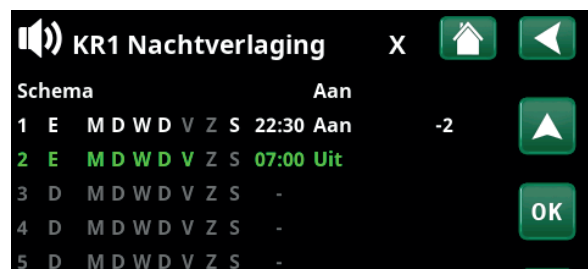 KR1 Nachtverlaging X
Schema Aan
1 E M D W D V Z S 22:30 Aan -2
2 E M D W D V Z S 07:00 Uit
3 D M D W D V Z S -
4 D M D W D V Z S -
OK
5 D M D W D V Z S -